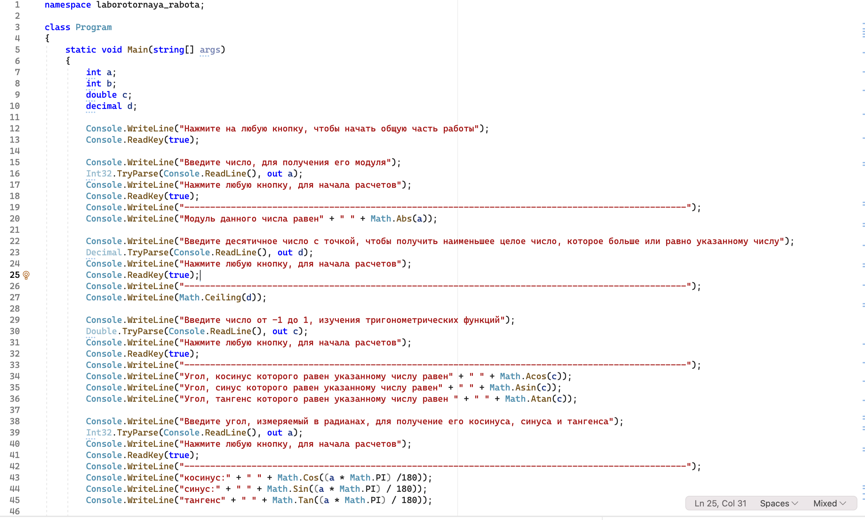 1 namespace laborotornaya_rabota;
2
3 class Program
4 {
5 static void Main(string[] args)
6 {
7 int a;
8 int b;
9 double c;
10 decimal d;
11
12 Console.WriteLine("Нажмите на любую кнопку, чтобы начать общую часть работы");
13 Console.ReadKey(true);
14
15 Console.WriteLine("Введите число, для получения его модуля");
16 Int32.TryParse(Console.ReadLine(), out a);
17 Console.WriteLine("Нажмите любую кнопку, для начала расчетов");
18 Console.ReadKey(true);
19 Console.WriteLine("------------------------------------------------------------------------------------------------");
20 Console.WriteLine("Модуль данного числа равен" + " " + Math.Abs(a));
21
22 Console.WriteLine("Введите десятичное число с точкой, чтобы получить наименьшее целое число, которое больше или равно указанному числу");
23 Decimal.TryParse(Console.ReadLine(), out d);
24 Console.WriteLine("Нажмите любую кнопку, для начала расчетов");
25 Console.ReadKey(true);
26 Console.WriteLine("------------------------------------------------------------------------------------------------");
27 Console.WriteLine(Math.Ceiling(d));
28
29 Console.WriteLine("Введите число от -1 до 1, изучения тригонометрических функций");
30 Double.TryParse(Console.ReadLine(), out c);
31 Console.WriteLine("Нажмите любую кнопку, для начала расчетов");
32 Console.ReadKey(true);
33 Console.WriteLine("------------------------------------------------------------------------------------------------");
34 Console.WriteLine("Угол, косинус которого равен указанному числу равен" + " " + Math.Acos(c));
35 Console.WriteLine("Угол, синус которого равен указанному числу равен" + " " + Math.Asin(c));
36 Console.WriteLine("Угол, тангенс которого равен указанному числу равен " + " " + Math.Atan(c));
37
38 Console.WriteLine("Введите угол, измеряемый в радианах, для получение его косинуса, синуса и тангенса");
39 Int32.TryParse(Console.ReadLine(), out a);
40 Console.WriteLine("Нажмите любую кнопку, для начала расчетов");
41 Console.ReadKey(true);
42 Console.WriteLine("------------------------------------------------------------------------------------------------");
43 Console.WriteLine("косинус:" + " " + Math.Cos((a * Math.PI) /180));
44 Console.WriteLine("синус:" + " " + Math.Sin((a * Math.PI) / 180));
45 Console.WriteLine("тангенс" + " " + Math.Tan((a * Math.PI) / 180));
46
Ln 25, Col 31 Spaces Mixed